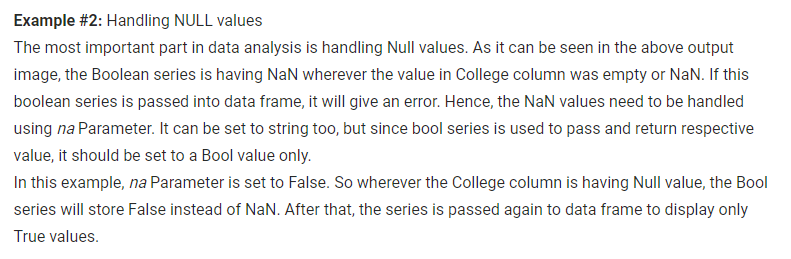 Example #2: Handling NULL values
The most important part in data analysis is handling Null values. As it can be seen in the above output
image, the Boolean series is having NaN wherever the value in College column was empty or NaN. If this
boolean series is passed into data frame, it will give an error. Hence, the NaN values need to be handled
using na Parameter. It can be set to string too, but since bool series is used to pass and return respective
value, it should be set to a Bool value only.
In this example, na Parameter is set to False. So wherever the College column is having Null value, the Bool
series will store False instead of NaN. After that, the series is passed again to data frame to display only
True values.